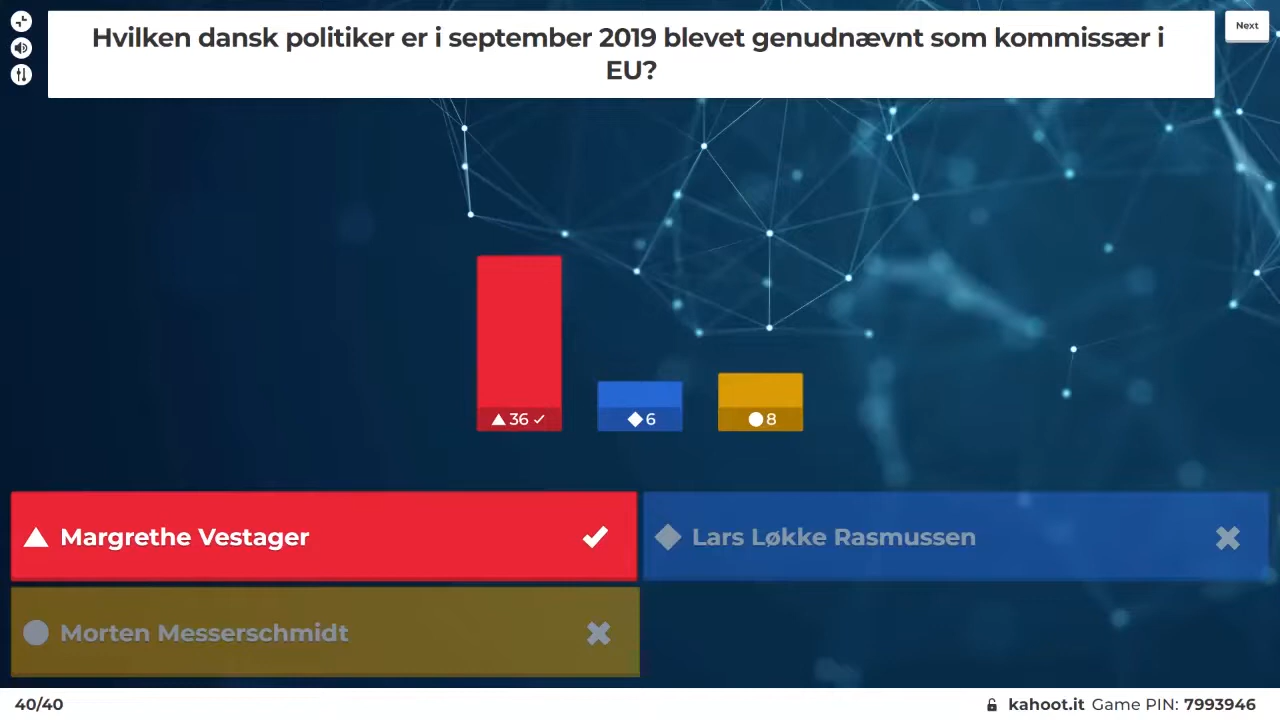 Hvilken dansk politiker er i september 2019 blevet genudnævnt som kommissær i
EU?
Next
36
6
8
Margrethe Vestager
Lars Løkke Rasmussen
Morten Messerschmidt
40/40
kahoot.it Game PIN: 7993946